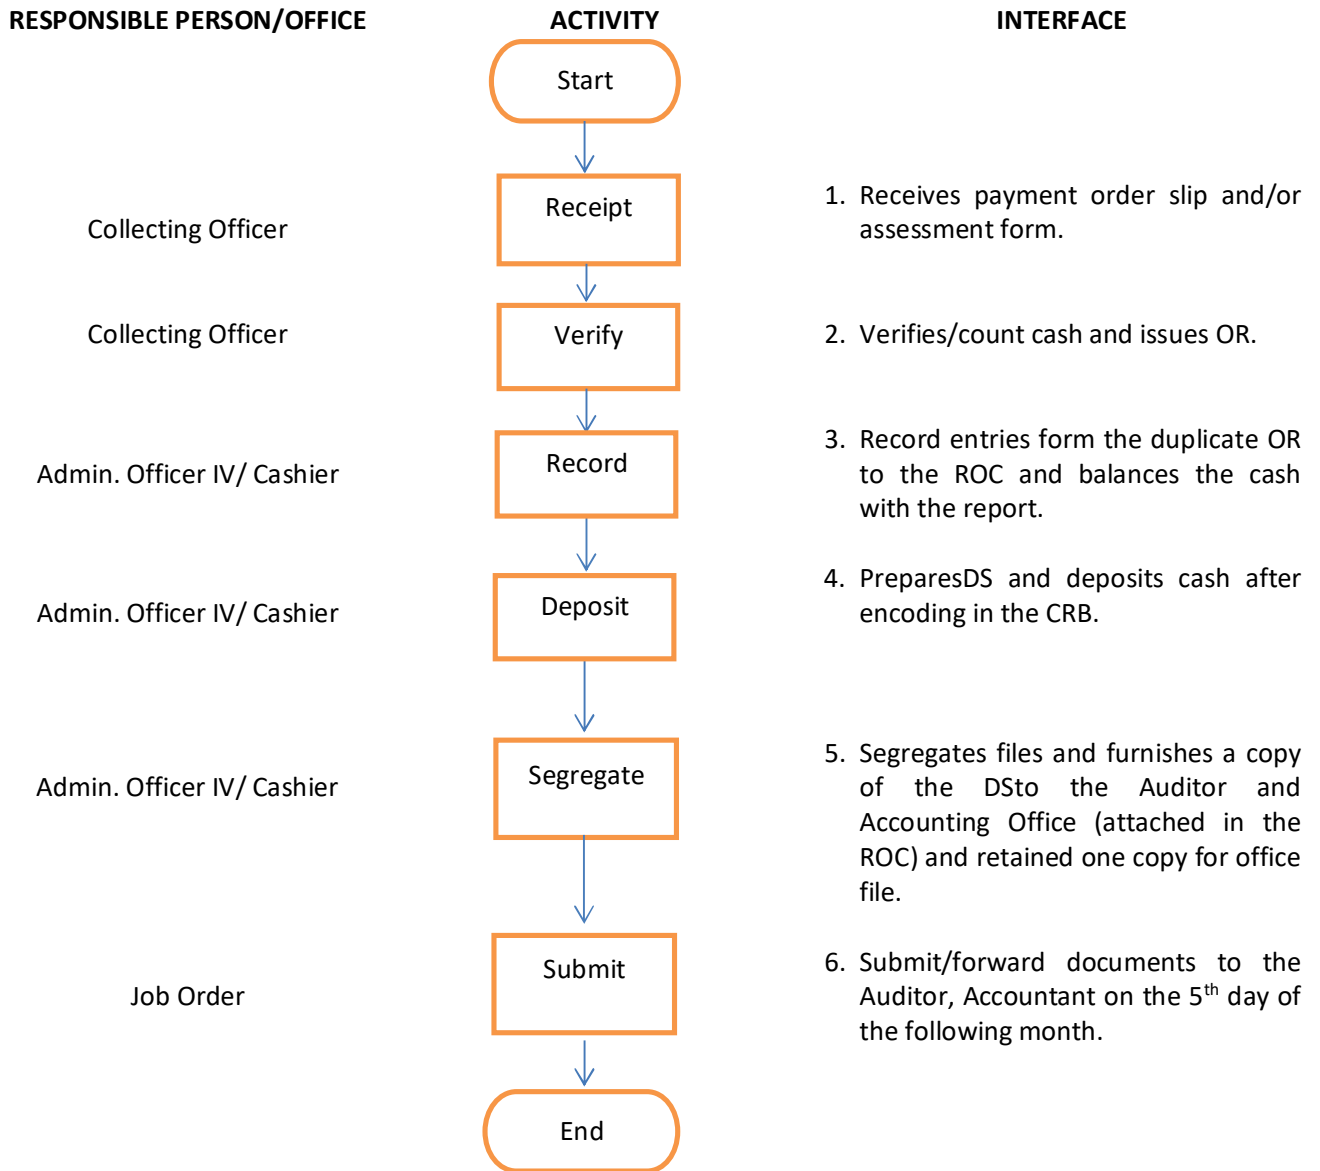 RESPONSIBLE PERSON/OFFICE ACTIVITY INTERFACE
Start
Collecting Officer
Receipt
1. Receives payment order slip and/or
assessment form.
Collecting Officer
Verify
2. Verifies/count cash and issues OR.
Admin. Officer IV/ Cashier
Record
3. Record entries form the duplicate OR
to the ROC and balances the cash
with the report.
Admin. Officer IV/ Cashier
Deposit
4. PreparesDS and deposits cash after
encoding in the CRB.
Admin. Officer IV/ Cashier
Segregate
5. Segregates files and furnishes a copy
of the DSto the Auditor and
Accounting Office (attached in the
ROC) and retained one copy for office
file.
Job Order
Submit
6. Submit/forward documents to the
Auditor, Accountant on the 5th day of
the following month.
End